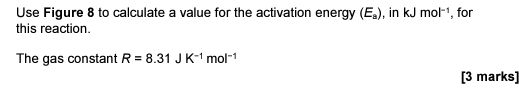 Use Figure 8 to calculate a value for the activation energy (Eₐ), in kJ mol⁻¹, for
this reaction.
The gas constant R = 8.31 J K⁻¹ mol⁻¹
[3 marks]